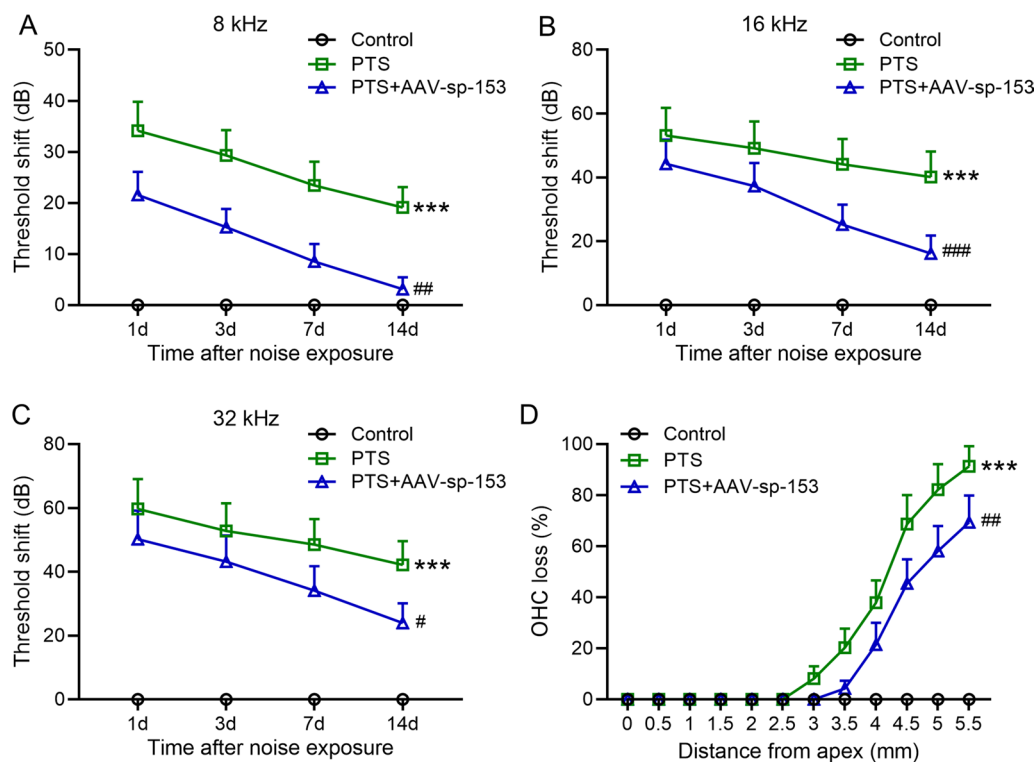 A
8 kHz
Control
PTS
PTS+AAV-sp-153
Threshold shift (dB)
50
40
30
20
10
0
***
##
1d 3d 7d 14d
Time after noise exposure
B
16 kHz
Control
PTS
PTS+AAV-sp-153
Threshold shift (dB)
80
60
40
20
0
***
###
1d 3d 7d 14d
Time after noise exposure
C
32 kHz
Control
PTS
PTS+AAV-sp-153
Threshold shift (dB)
80
60
40
20
0
***
#
1d 3d 7d 14d
Time after noise exposure
D
Control
PTS
PTS+AAV-sp-153
OHC loss (%)
100
80
60
40
20
0
***
##
0 0.5 1 1.5 2 2.5 3 3.5 4 4.5 5 5.5
Distance from apex (mm)